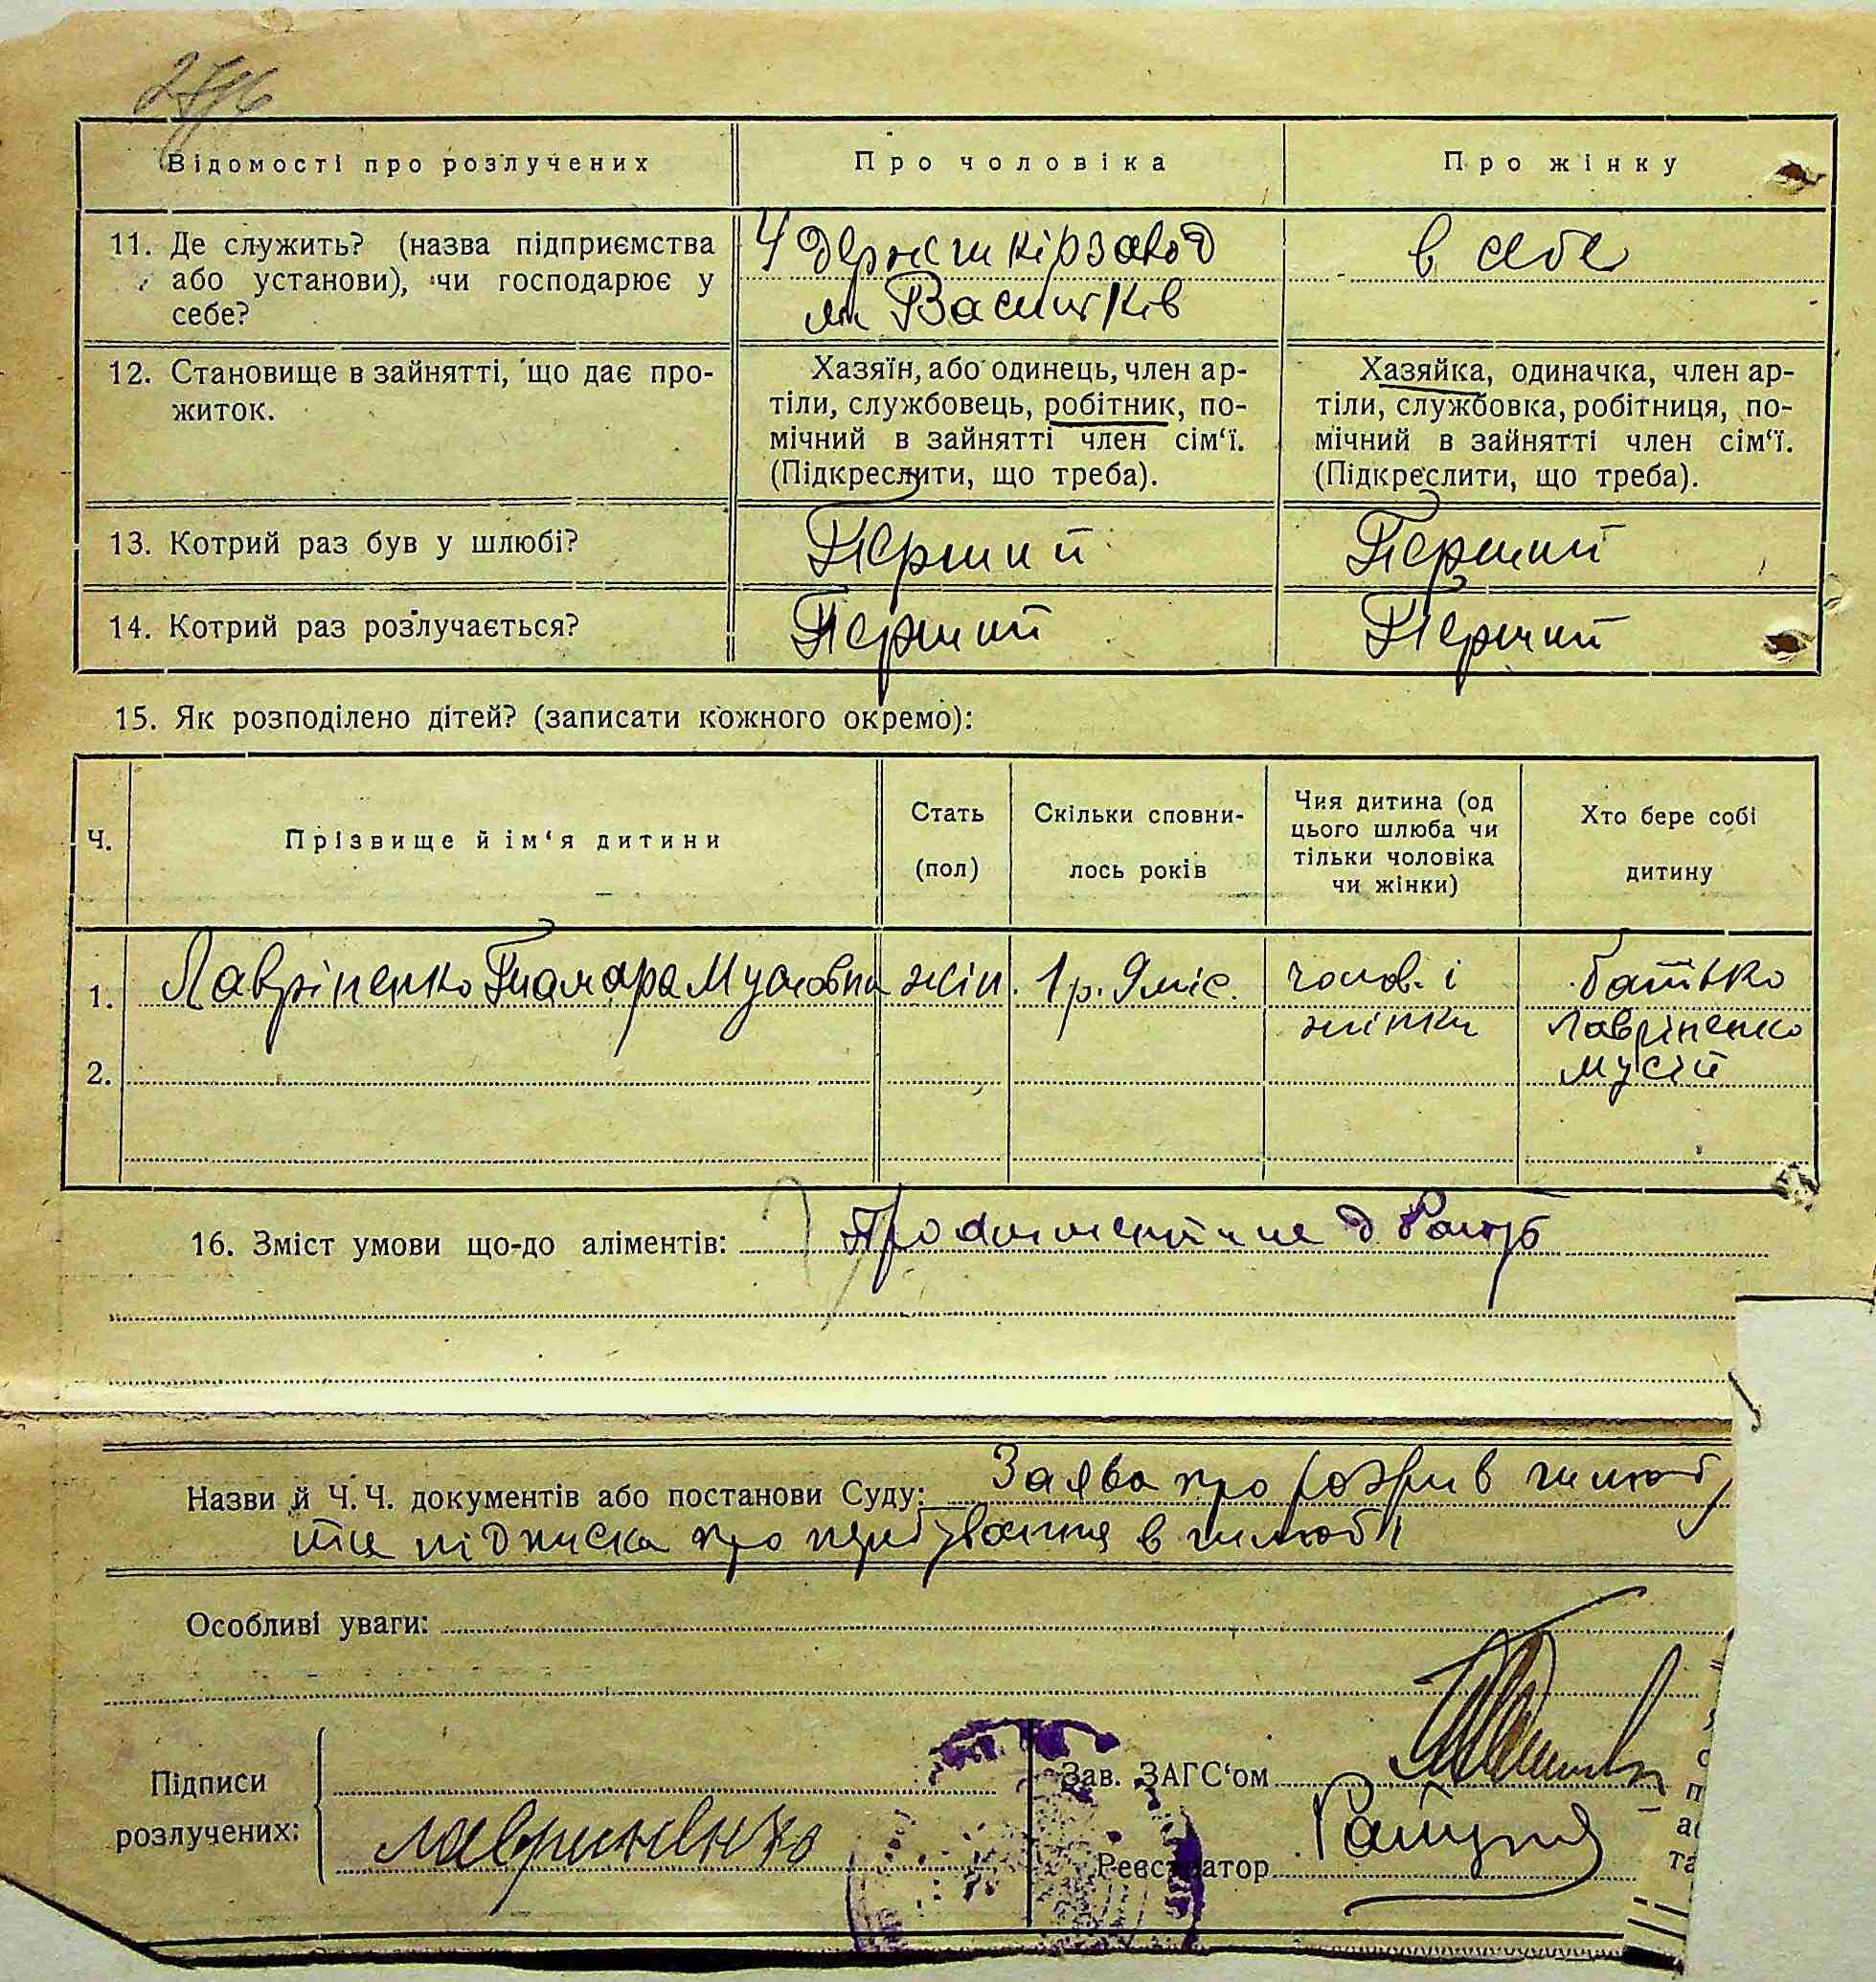 Відомості про розлучених
Про чоловіка
Про жінку
11. Де служить? (назва підприємства
або установи), чи господарює у
себе?
4 Держшкірзавод
м Васильків
в себе
12. Становище в зайнятті, що дає про-
житок.
Хазяїн, або одинець, член ар-
тіли, службовець, робітник, по-
мічний в зайнятті член сім‘ї.
(Підкреслити, що треба).
Хазяйка, одиначка, член ар-
тіли, службовка, робітниця, по-
мічний в зайнятті член сім‘ї.
(Підкреслити, що треба).
13. Котрий раз був у шлюбі?
Перший
Перший
14. Котрий раз розлучається?
Перший
Перший
15. Як розподілено дітей? (записати кожного окремо):
Ч.
Прізвище й ім‘я дитини
Стать
(пол)
Скільки сповни-
лось років
Чия дитина (од
цього шлюба чи
тільки чоловіка
чи жінки)
Хто бере собі
дитину
1. Лавріненко Тамара Мусіовна жін. 1 р. 9 міс.
чолов. і
жінки
батько
Лавріненко
Мусій
2.
16. Зміст умови що-до аліментів:
Назви й Ч. Ч. документів або постанови Суду: Заява про розрив шлюбу
та підписка про перебування в шлюбі
Особливі уваги:
Підписи
розлучених:
Лавриненко
Зав. ЗАГС‘ом
Реєстратор